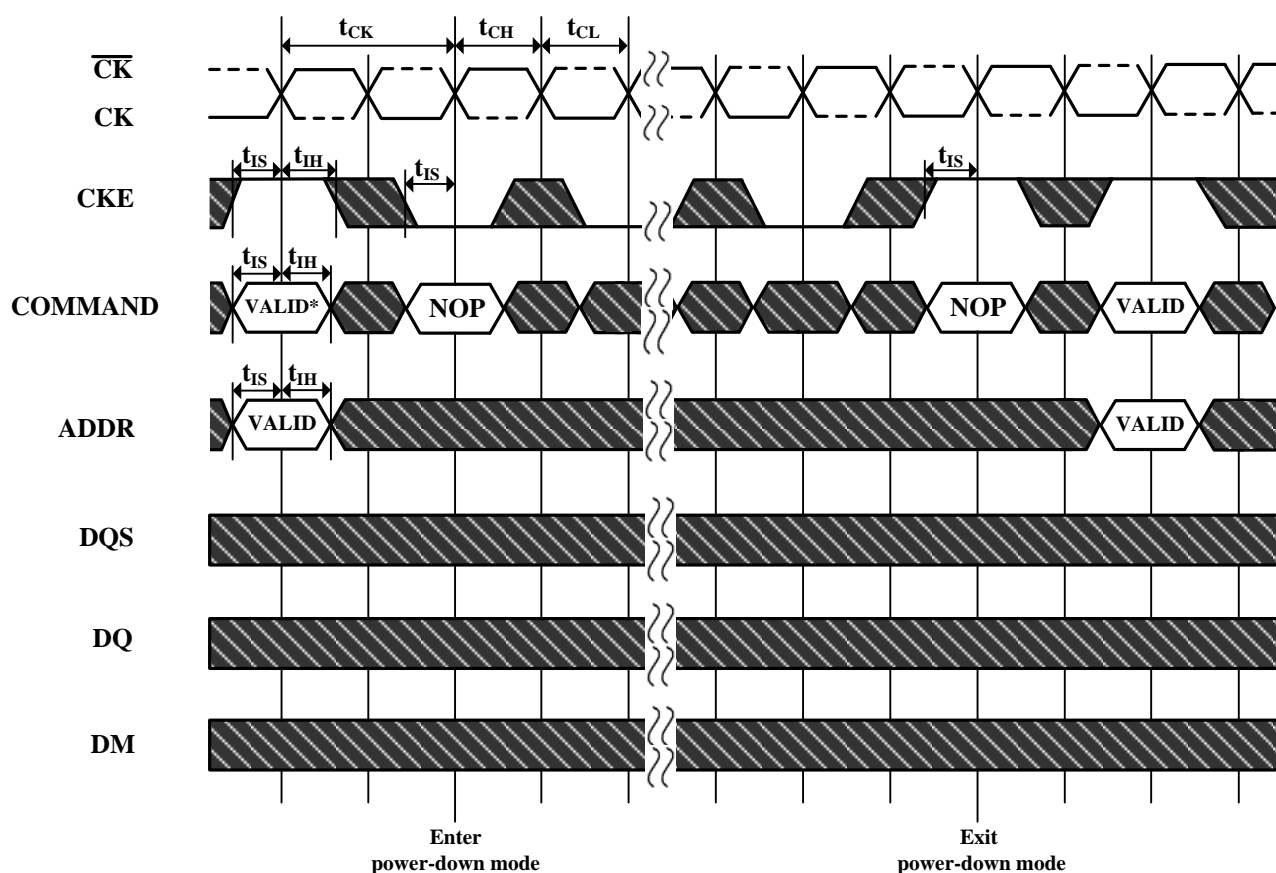 tCK tCH tCL
CK
CK
tIS tIH tIS tIS
CKE
tIS tIH
COMMAND VALID* NOP NOP VALID
tIS tIH
ADDR VALID VALID
DQS
DQ
DM
Enter Exit
power-down mode power-down mode